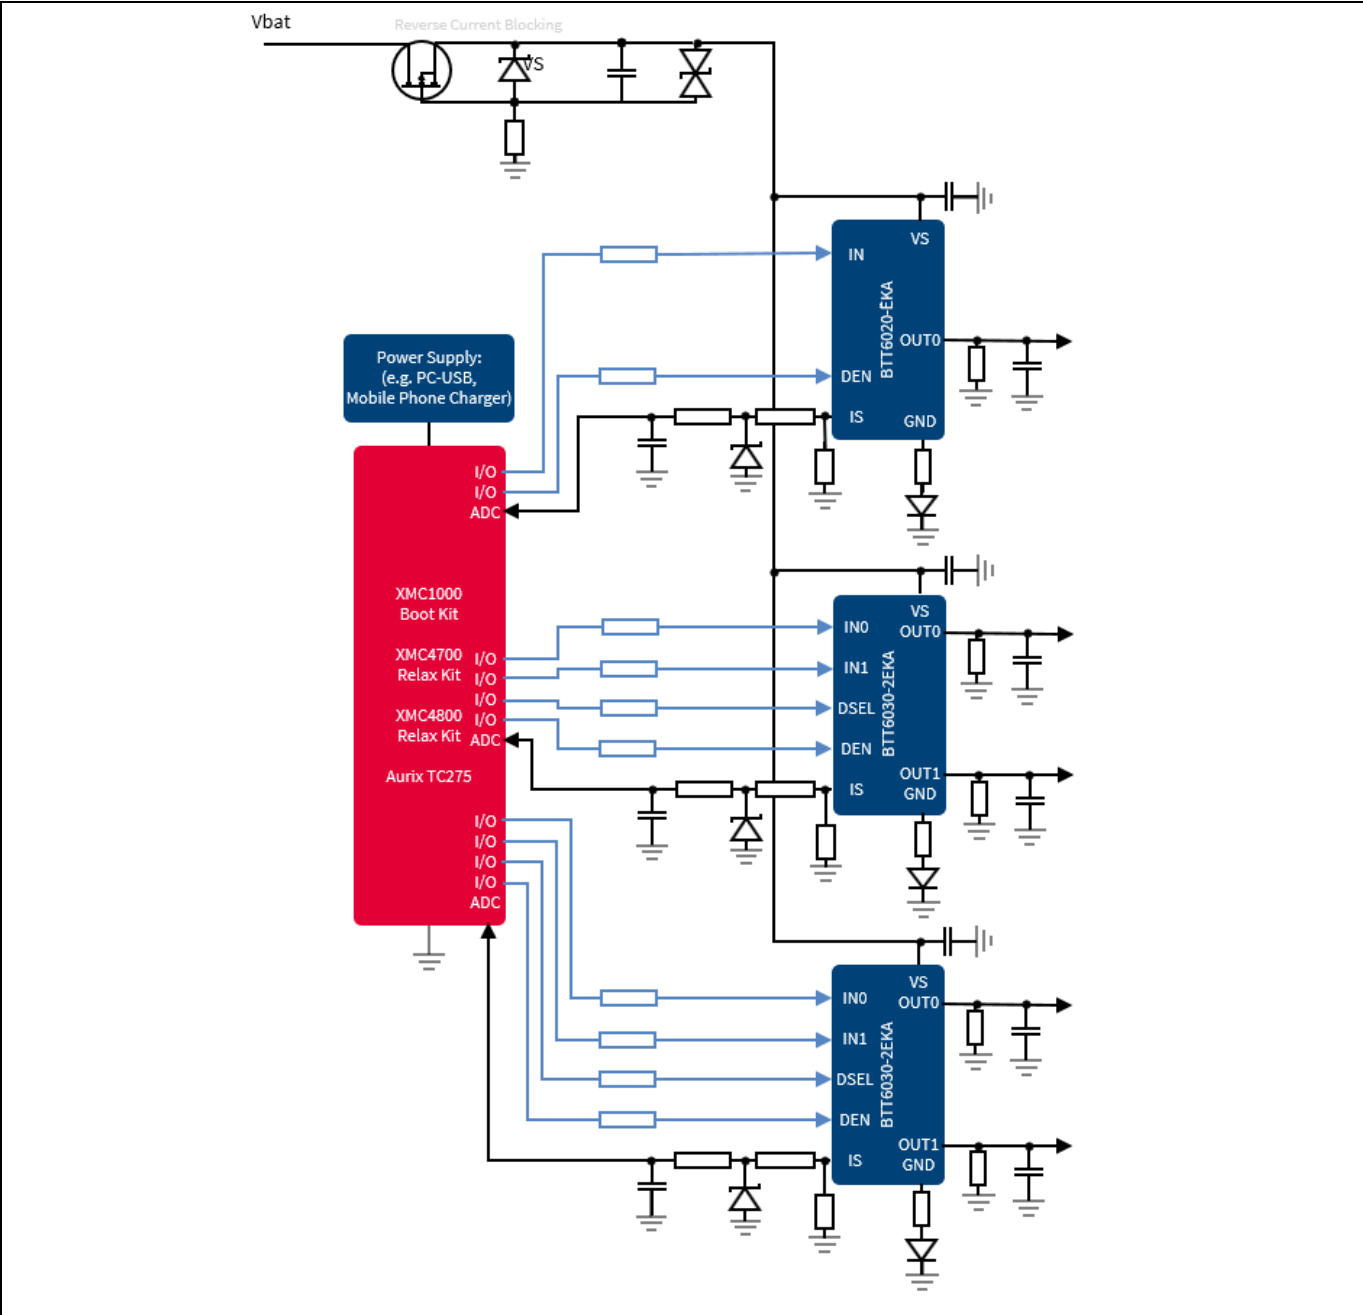 Vbat
Reverse Current Blocking
VS
VS
IN
BTT6020-EKA
OUT0
DEN
IS
GND
Power Supply:
(e.g. PC-USB,
Mobile Phone Charger)
I/O
I/O
ADC
XMC1000
Boot Kit
XMC4700
Relax Kit
XMC4800
Relax Kit
Aurix TC275
I/O
I/O
I/O
I/O
ADC
I/O
I/O
I/O
I/O
ADC
VS
OUT0
IN0
IN1
DSEL
DEN
IS
BTT6030-2EKA
OUT1
GND
VS
OUT0
IN0
IN1
DSEL
DEN
IS
BTT6030-2EKA
OUT1
GND